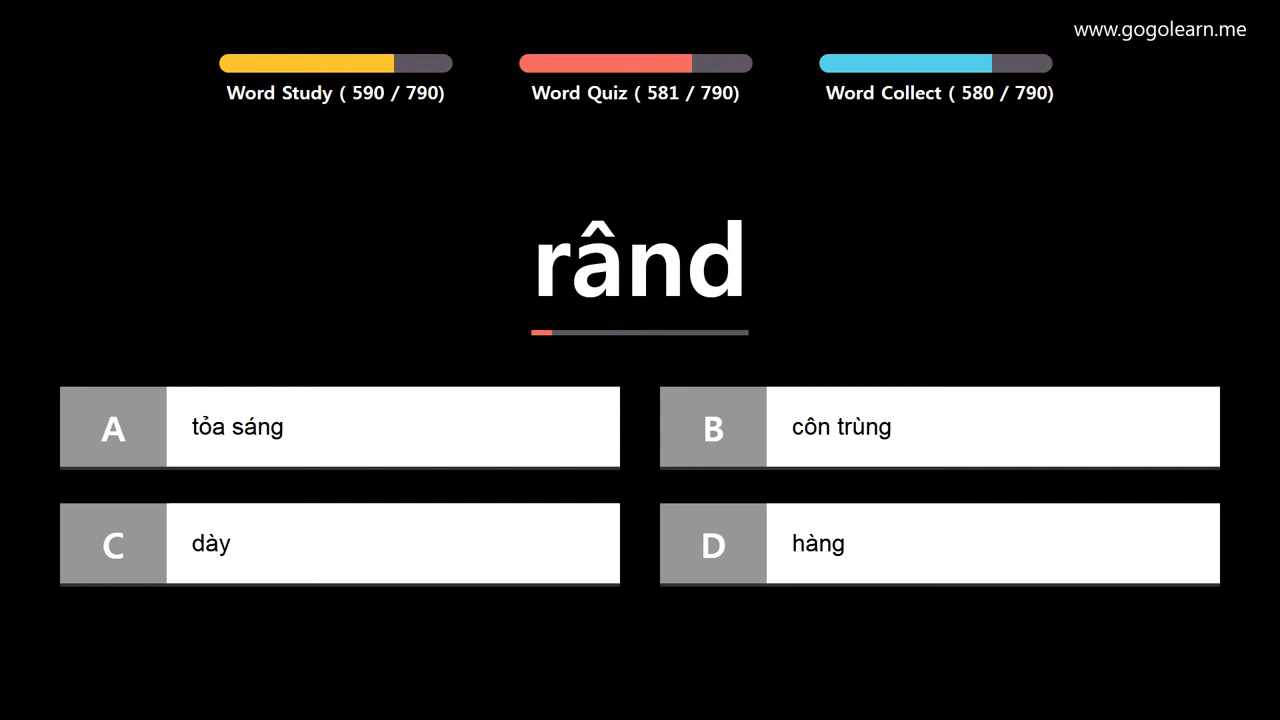 www.gogolearn.me
Word Study ( 590 / 790)
Word Quiz ( 581 / 790)
Word Collect ( 580 / 790)
rând
A tỏa sáng
B côn trùng
C dày
D hàng